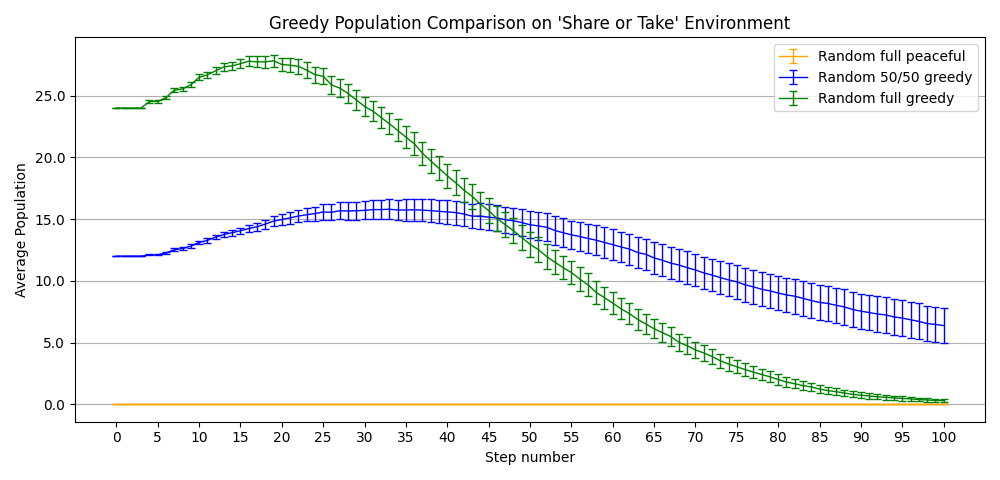 Greedy Population Comparison on 'Share or Take' Environment
Random full peaceful
Random 50/50 greedy
Random full greedy
Average Population
25.0
20.0
15.0
10.0
5.0
0.0
0 5 10 15 20 25 30 35 40 45 50 55 60 65 70 75 80 85 90 95 100
Step number